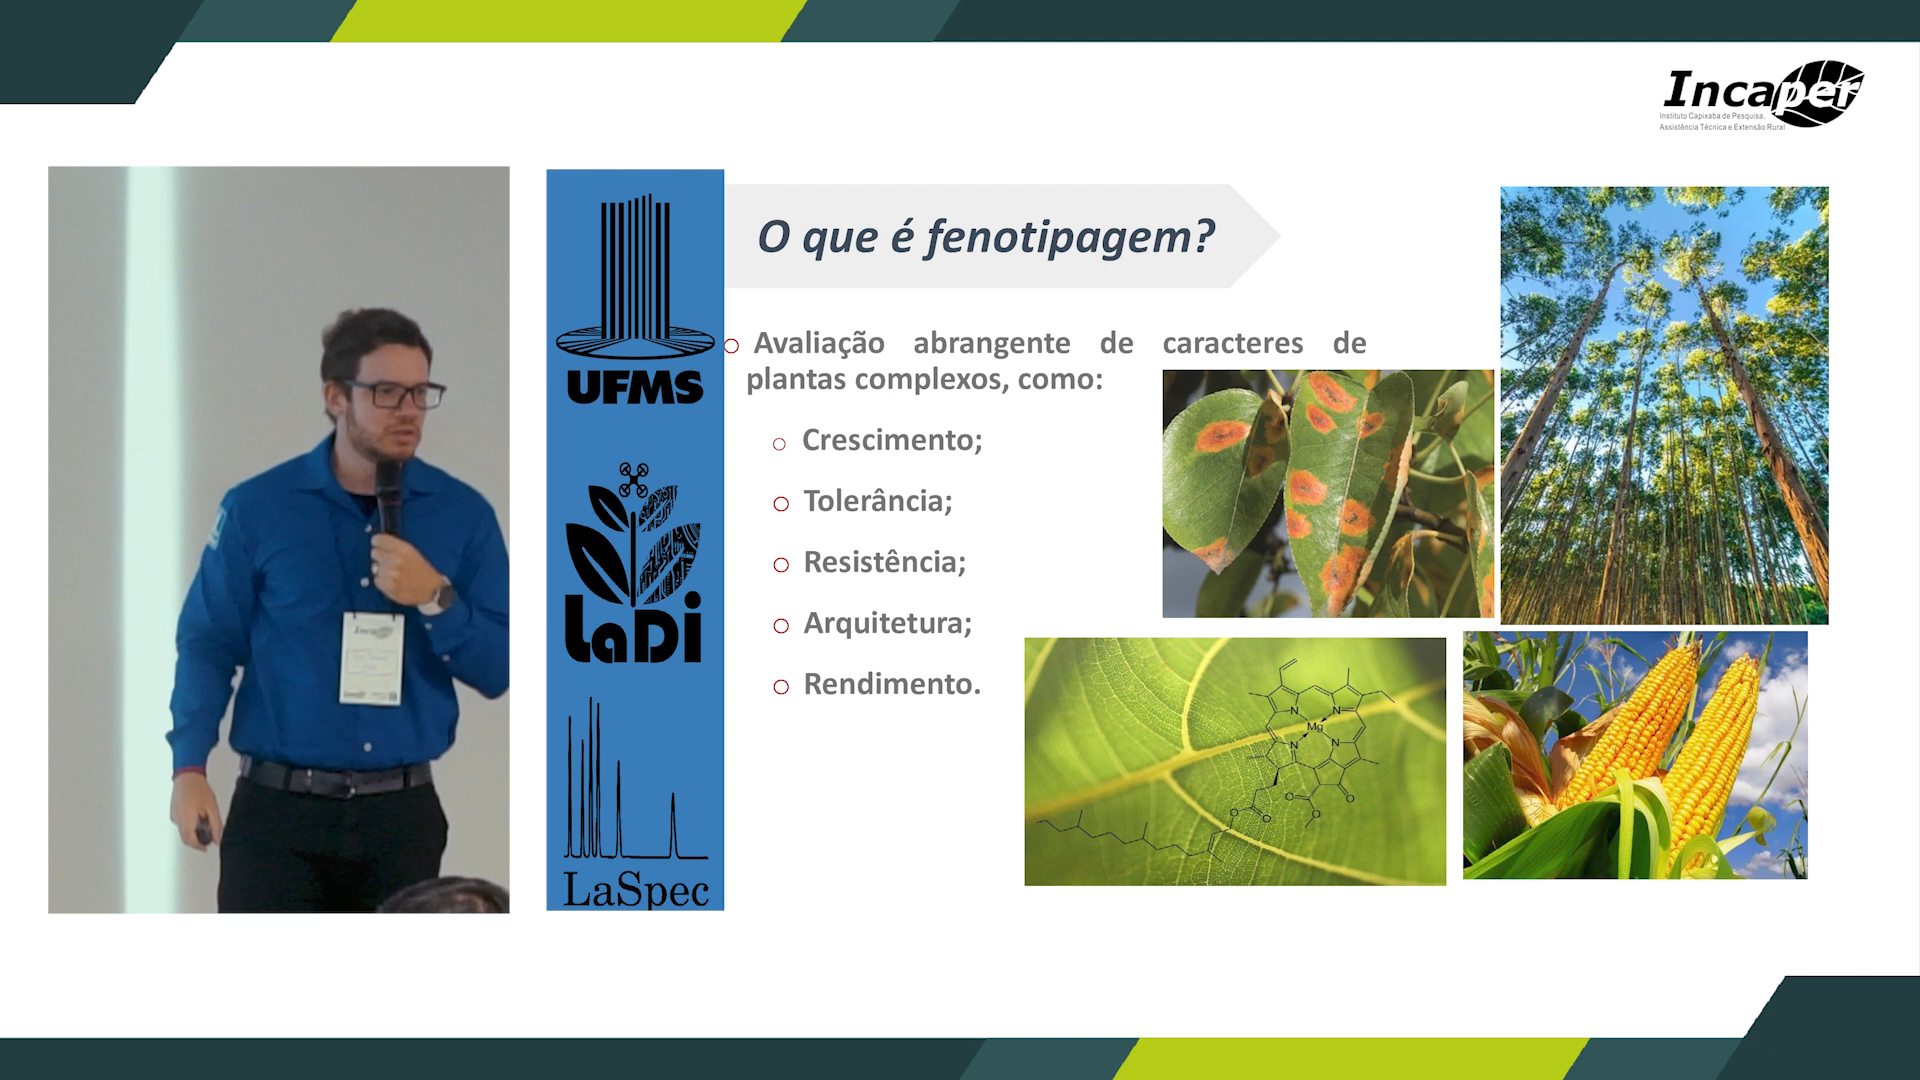 Incaper
Instituto Capixaba de Pesquisa,
Assistência Técnica e Extensão Rural
O que é fenotipagem?
Avaliação abrangente de caracteres de
plantas complexos, como:
Crescimento;
Tolerância;
Resistência;
Arquitetura;
Rendimento.
UFMS
LaDi
LaSpec
Incaper
N
N
Mg
N
N
O
O
O
O
O